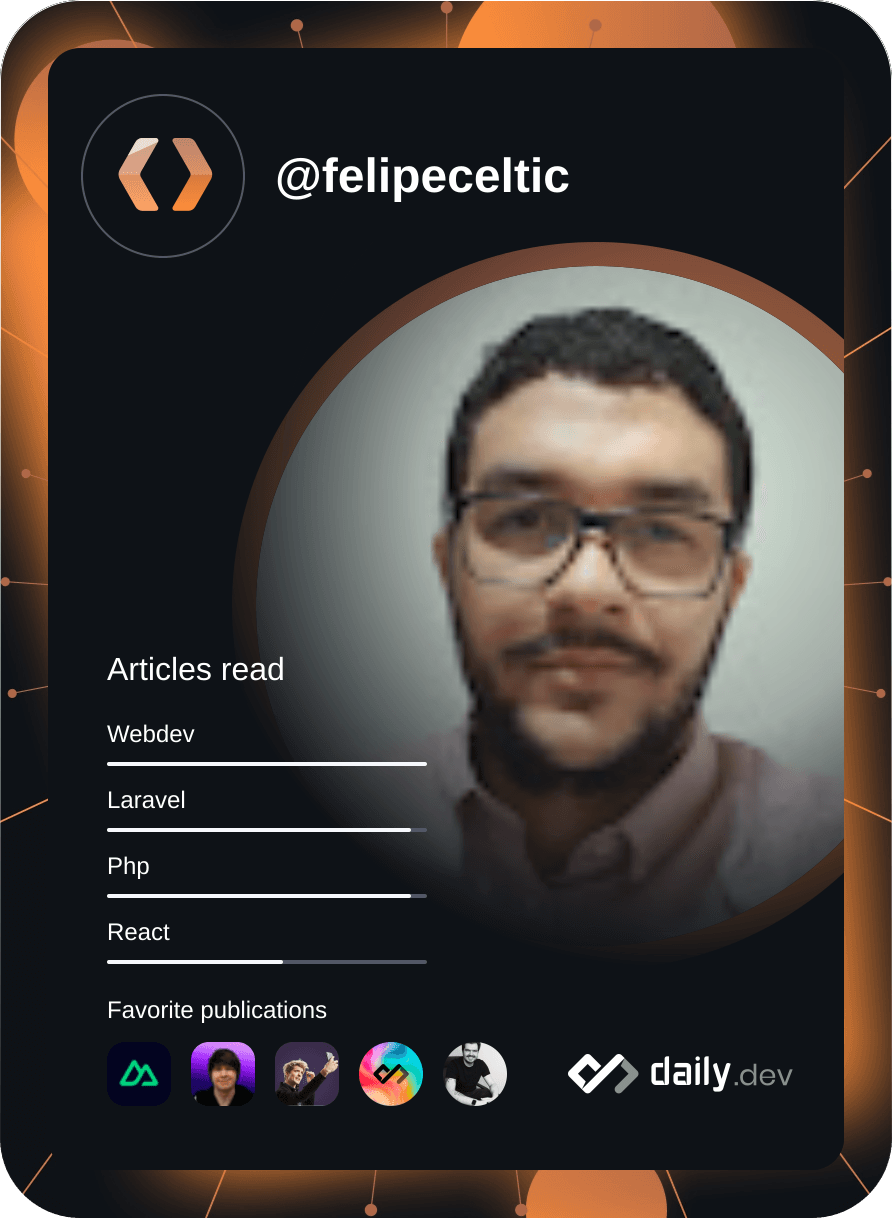 @felipeceltic
Articles read
Webdev
Laravel
Php
React
Favorite publications
daily.dev